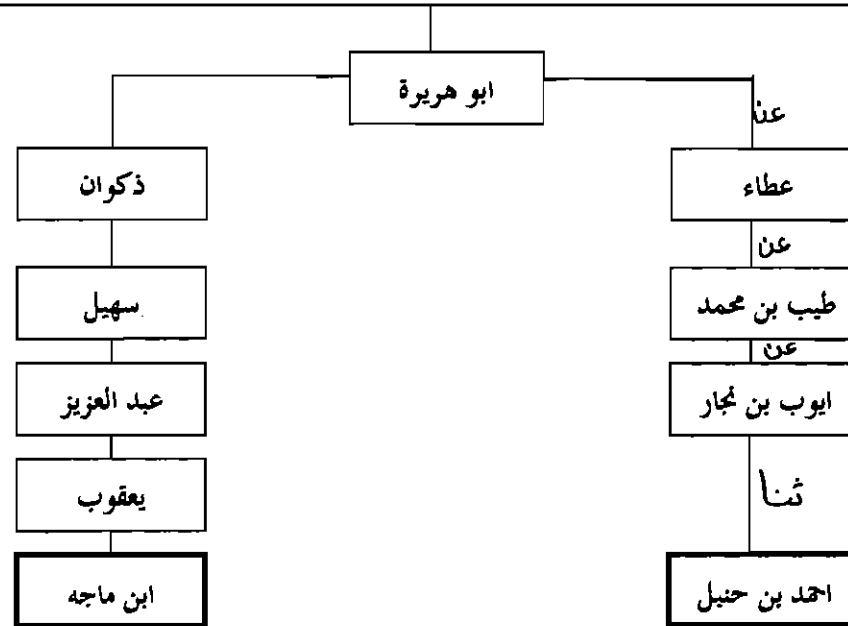 ابو هريرة
عن
عطاء
ذكوان
عن
طيب بن محمد
سهيل
عن
ايوب بن نجار
عبد العزيز
ثنا
يعقوب
احمد بن حنبل
ابن ماجه